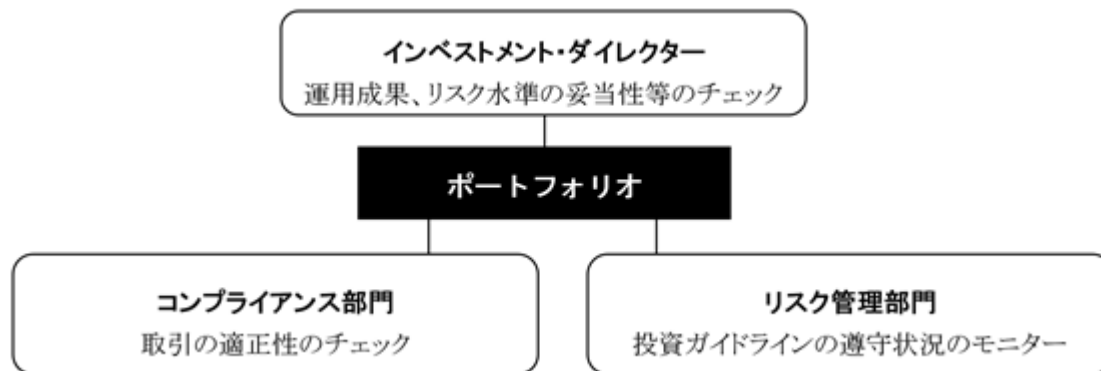 インベストメント・ダイレクター
運用成果、リスク水準の妥当性等のチェック
ポートフォリオ
コンプライアンス部門
取引の適正性のチェック
リスク管理部門
投資ガイドラインの遵守状況のモニター